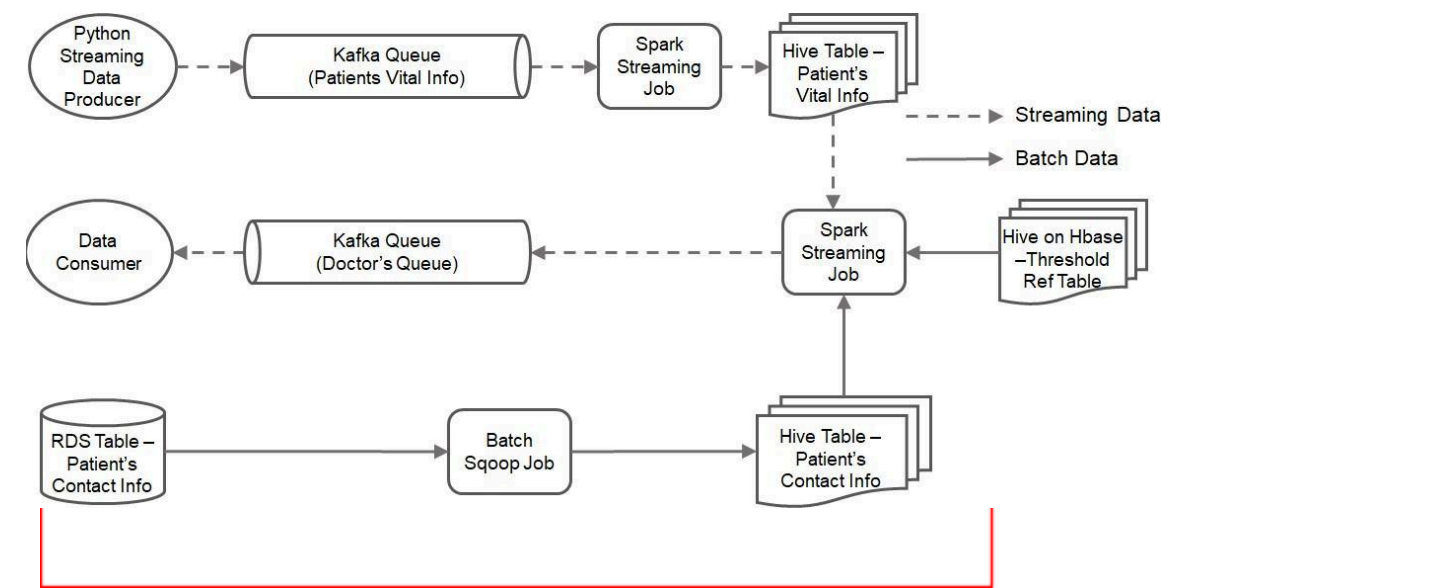 Python
Streaming
Data
Producer
Kafka Queue
(Patients Vital Info)
Spark
Streaming
Job
Hive Table –
Patient’s
Vital Info
Streaming Data
Batch Data
Data
Consumer
Kafka Queue
(Doctor’s Queue)
Spark
Streaming
Job
Hive on Hbase
–Threshold
Ref Table
RDS Table –
Patient’s
Contact Info
Batch
Sqoop Job
Hive Table –
Patient’s
Contact Info